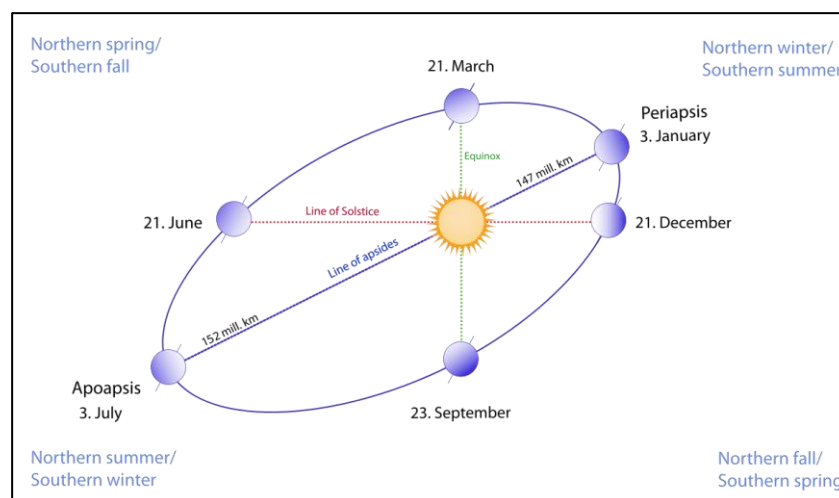 Northern spring/
Southern fall
21. March
Northern winter/
Southern summer
Periapsis
3. January
Equinox
147 mill. km
21. June
Line of Solstice
21. December
Line of apsides
152 mill. km
Apoapsis
3. July
23. September
Northern summer/
Southern winter
Northern fall/
Southern spring